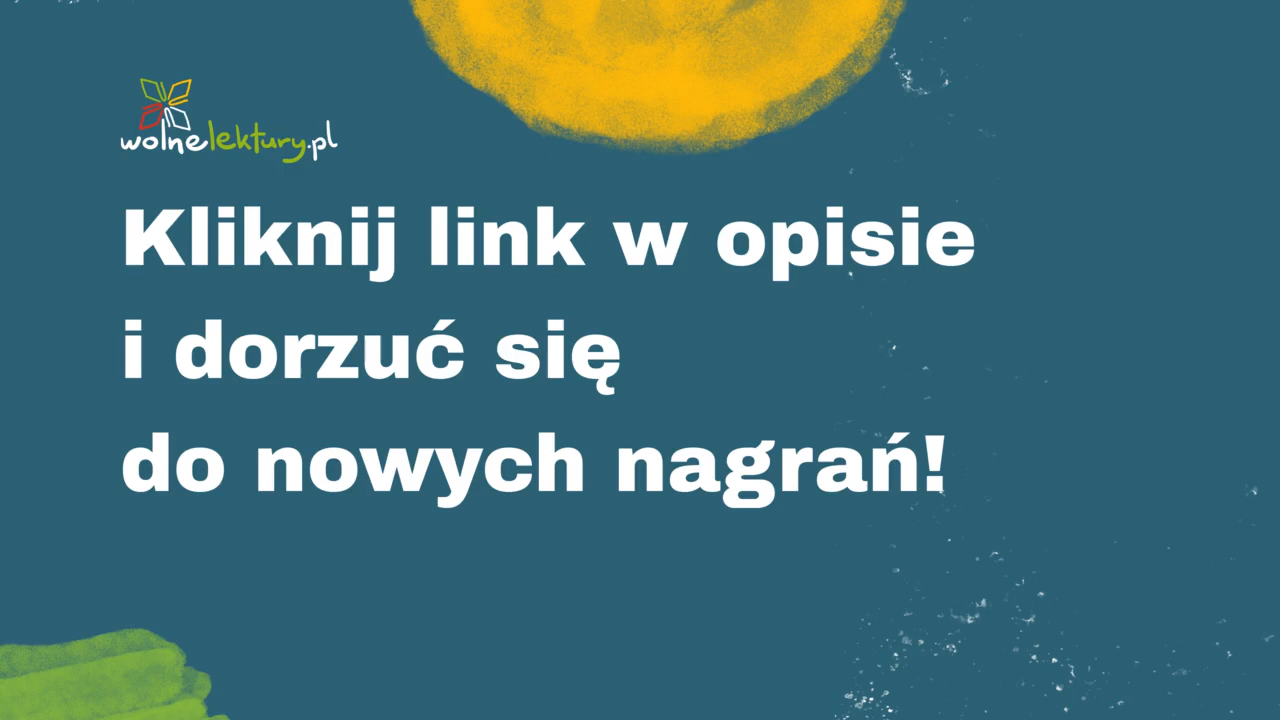 wolnelektury.pl
Kliknij link w opisie
i dorzuć się
do nowych nagrań!